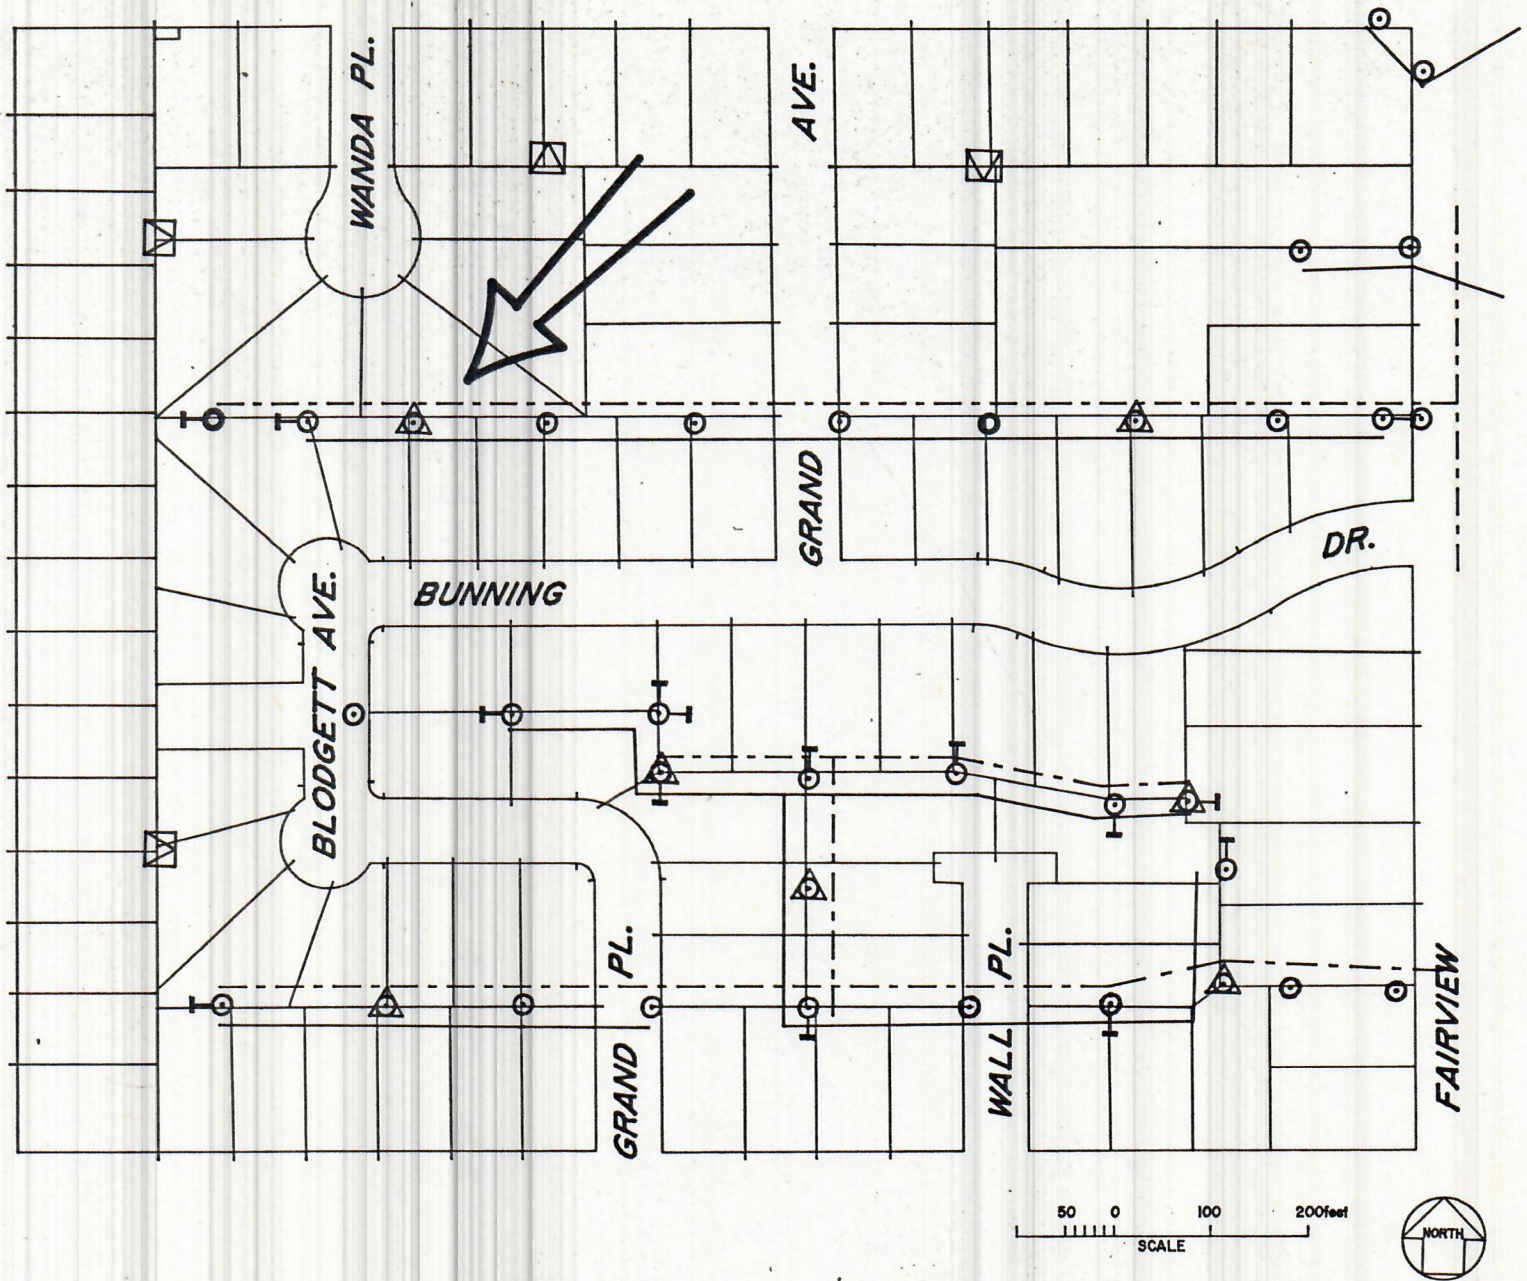 WANDA PL.
AVE.
GRAND
DR.
BUNNING
BLODGETT AVE.
GRAND PL.
WALL PL.
FAIRVIEW
50 0 100 200feet
SCALE
NORTH